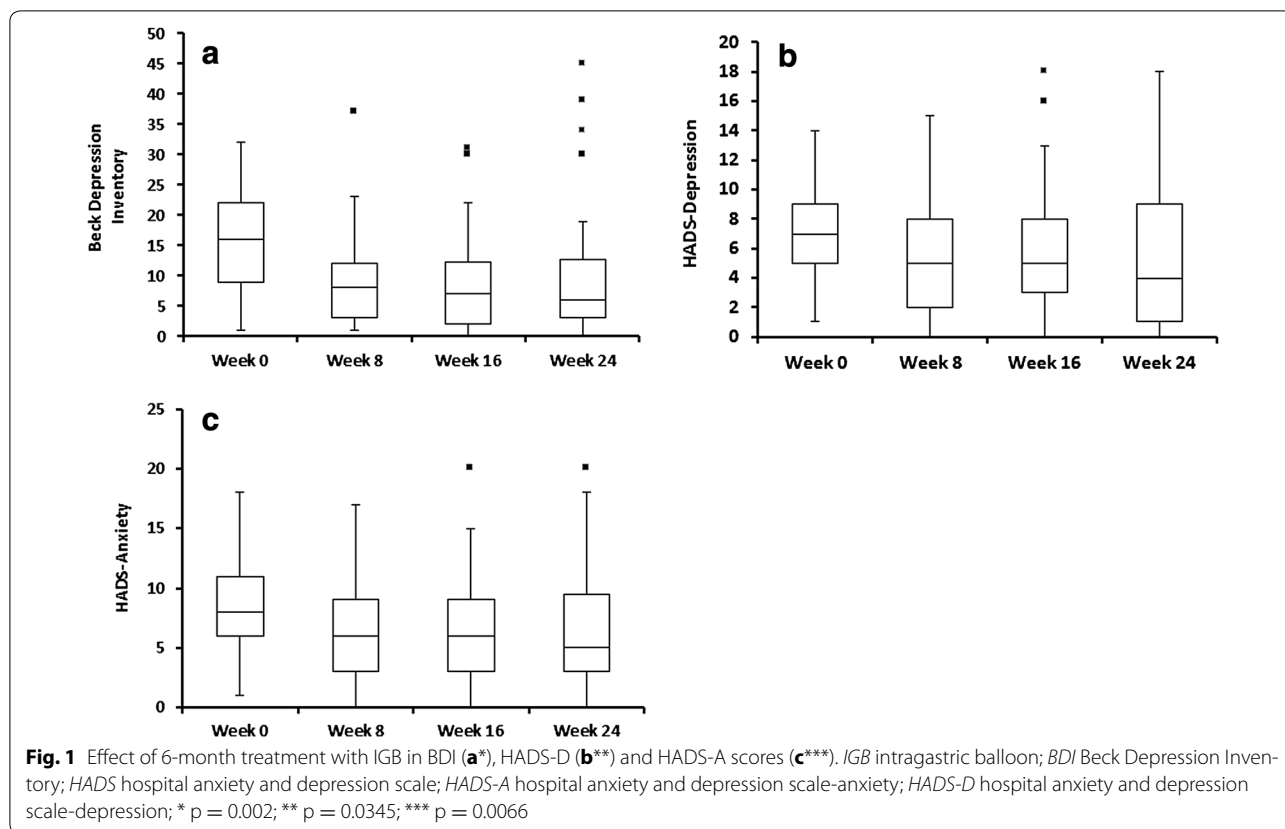 a
50
45
40
35
30
25
20
15
10
5
0
Beck Depression
Inventory
Week 0 Week 8 Week 16 Week 24
b
20
18
16
14
12
10
8
6
4
2
0
HADS-Depression
Week 0 Week 8 Week 16 Week 24
c
25
20
15
10
5
0
HADS-Anxiety
Week 0 Week 8 Week 16 Week 24
Fig. 1 Effect of 6-month treatment with IGB in BDI (a*), HADS-D (b**) and HADS-A scores (c***). IGB intragastric balloon; BDI Beck Depression Inven-
tory; HADS hospital anxiety and depression scale; HADS-A hospital anxiety and depression scale-anxiety; HADS-D hospital anxiety and depression
scale-depression; * p = 0.002; ** p = 0.0345; *** p = 0.0066